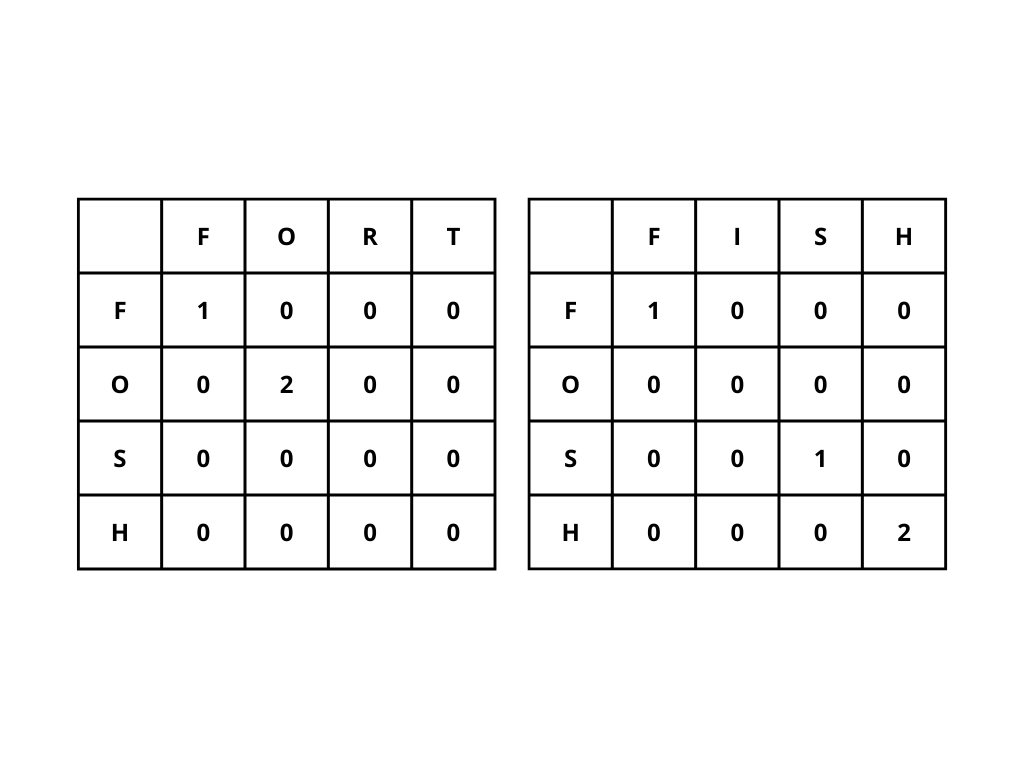 F O R T
F 1 0 0 0
O 0 2 0 0
S 0 0 0 0
H 0 0 0 0
F I S H
F 1 0 0 0
O 0 0 0 0
S 0 0 1 0
H 0 0 0 2